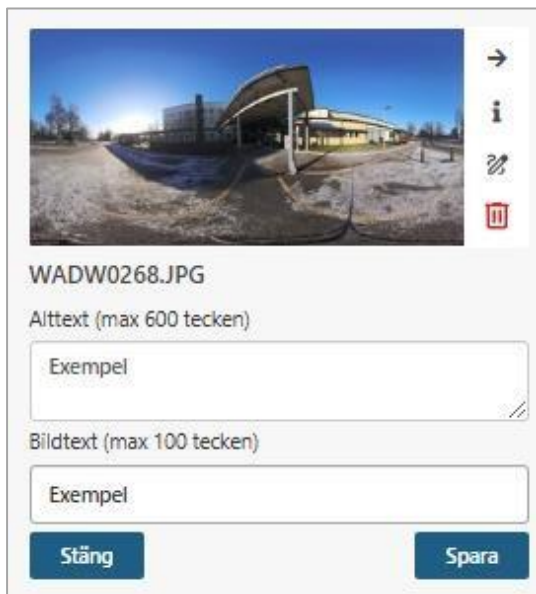 WADW0268.JPG
Alttext (max 600 tecken)
Exempel
Bildtext (max 100 tecken)
Exempel
Stäng Spara